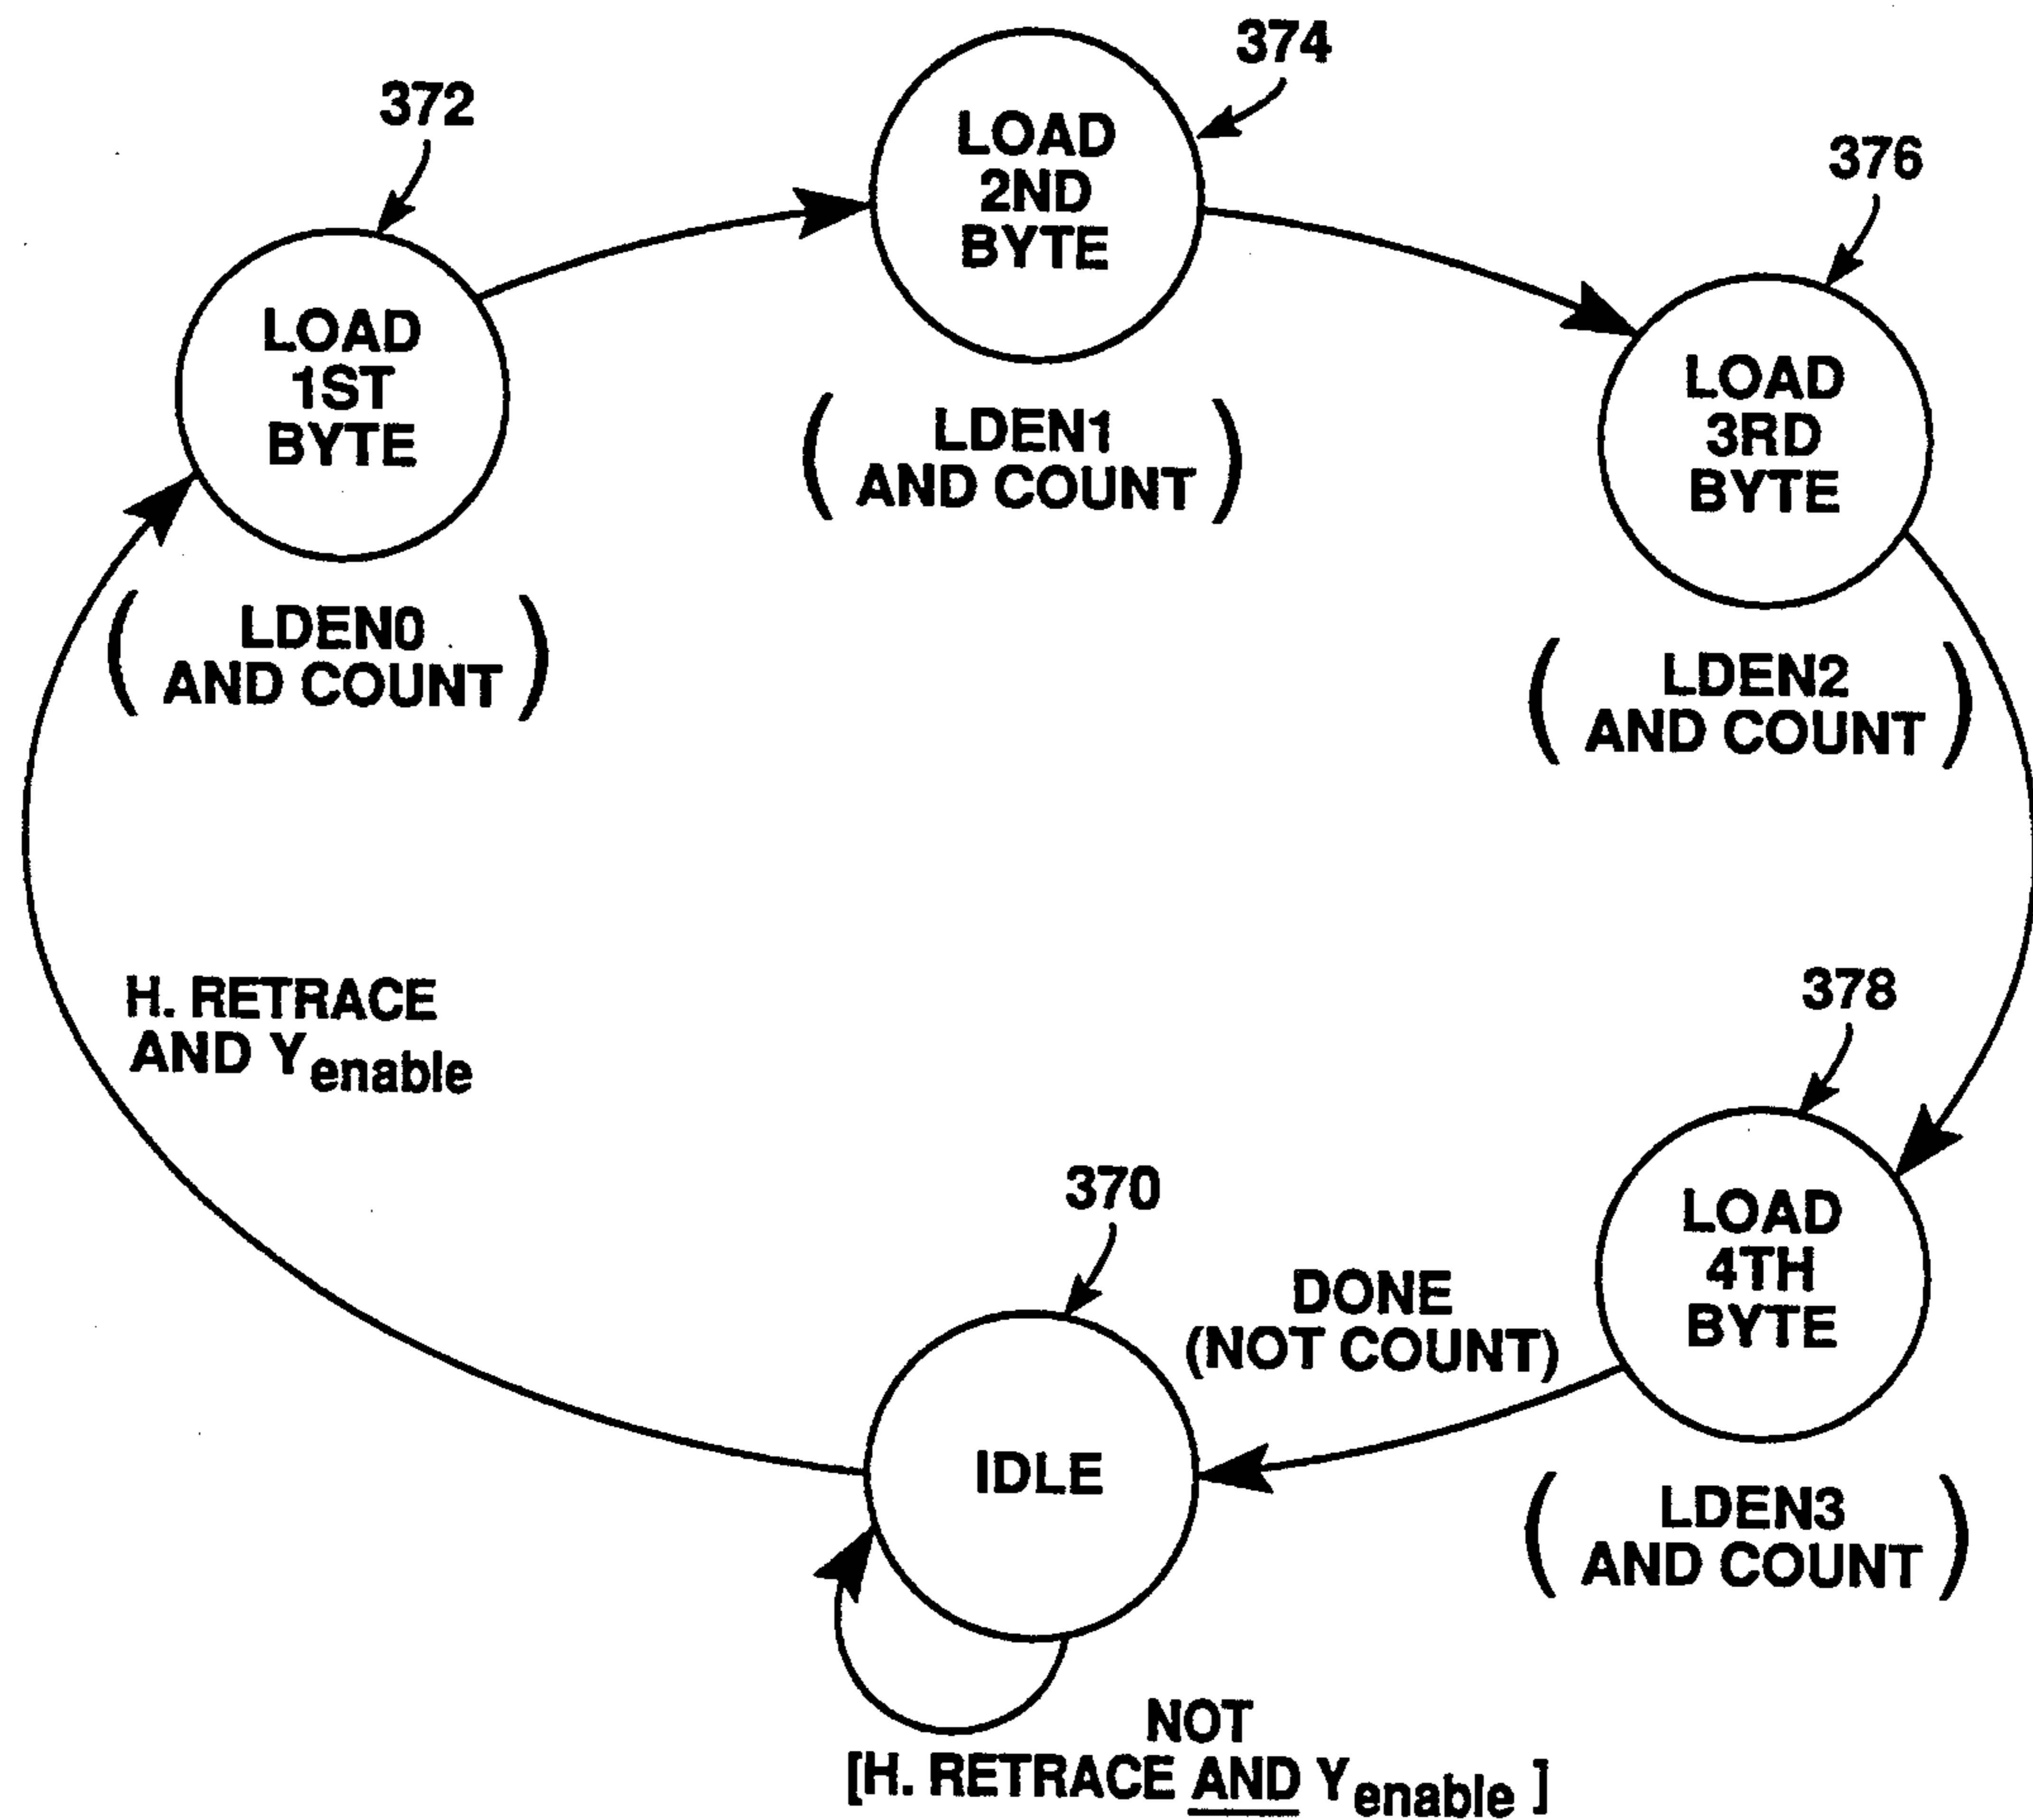 374
372
LOAD
2ND
BYTE
376
LOAD
1ST
BYTE
LOAD
3RD
BYTE
( LDEN1
AND COUNT )
( LDEN0
AND COUNT )
( LDEN2
AND COUNT )
H. RETRACE
AND Yenable
378
370
LOAD
4TH
BYTE
DONE
(NOT COUNT)
IDLE
( LDEN3
AND COUNT )
NOT
[H. RETRACE AND Yenable ]